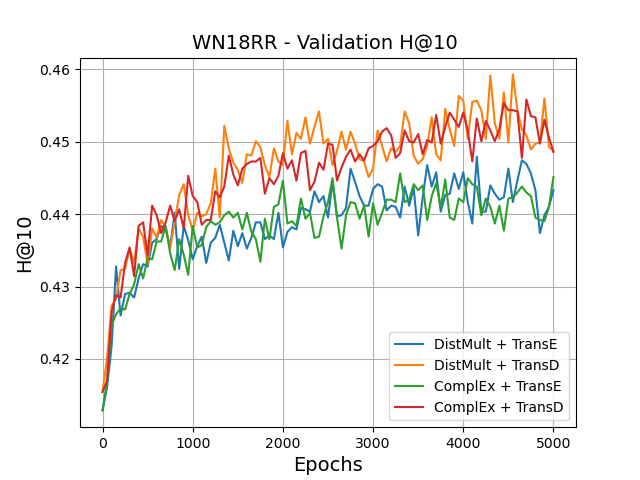 WN18RR - Validation H@10
H@10
0.46
0.45
0.44
0.43
0.42
0
1000
2000
3000
4000
5000
Epochs
DistMult + TransE
DistMult + TransD
ComplEx + TransE
ComplEx + TransD